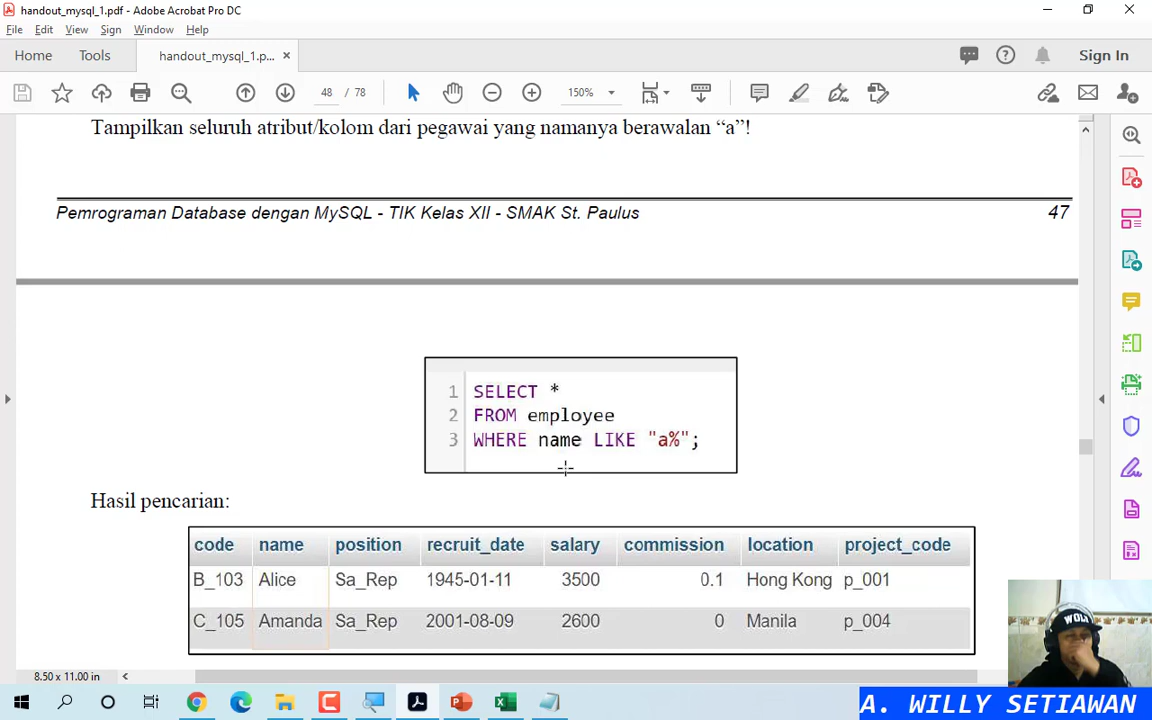 handout_mysql_1.pdf - Adobe Acrobat Pro DC
File Edit View Sign Window Help
Home Tools handout_mysql_1.p... × Sign In
48 / 78 150%
Tampilkan seluruh atribut/kolom dari pegawai yang namanya berawalan “a”!
Pemrograman Database dengan MySQL - TIK Kelas XII - SMAK St. Paulus 47
1 SELECT *
2 FROM employee
3 WHERE name LIKE "a%";
Hasil pencarian:
code name position recruit_date salary commission location project_code
B_103 Alice Sa_Rep 1945-01-11 3500 0.1 Hong Kong p_001
C_105 Amanda Sa_Rep 2001-08-09 2600 0 Manila p_004
WOLF
8.50 x 11.00 in
A. WILLY SETIAWAN